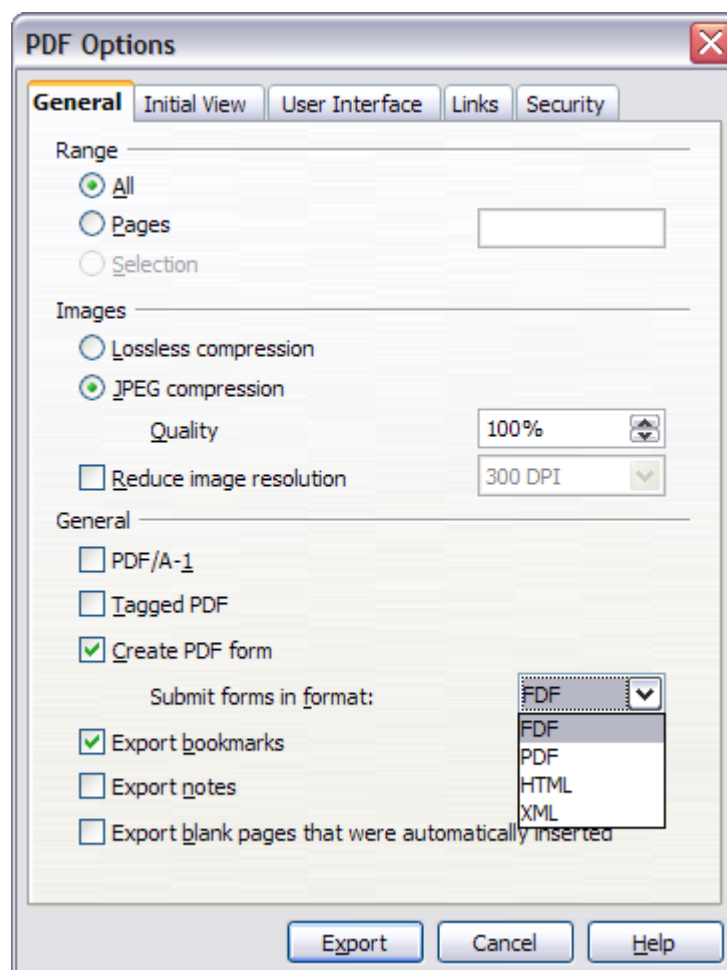 PDF Options
General Initial View User Interface Links Security
Range
All
Pages
Selection
Images
Lossless compression
JPEG compression
Quality 100%
Reduce image resolution 300 DPI
General
PDF/A-1
Tagged PDF
Create PDF form
Submit forms in format: FDF
FDF
Export bookmarks
PDF
Export notes
HTML
XML
Export blank pages that were automatically inserted
Export Cancel Help